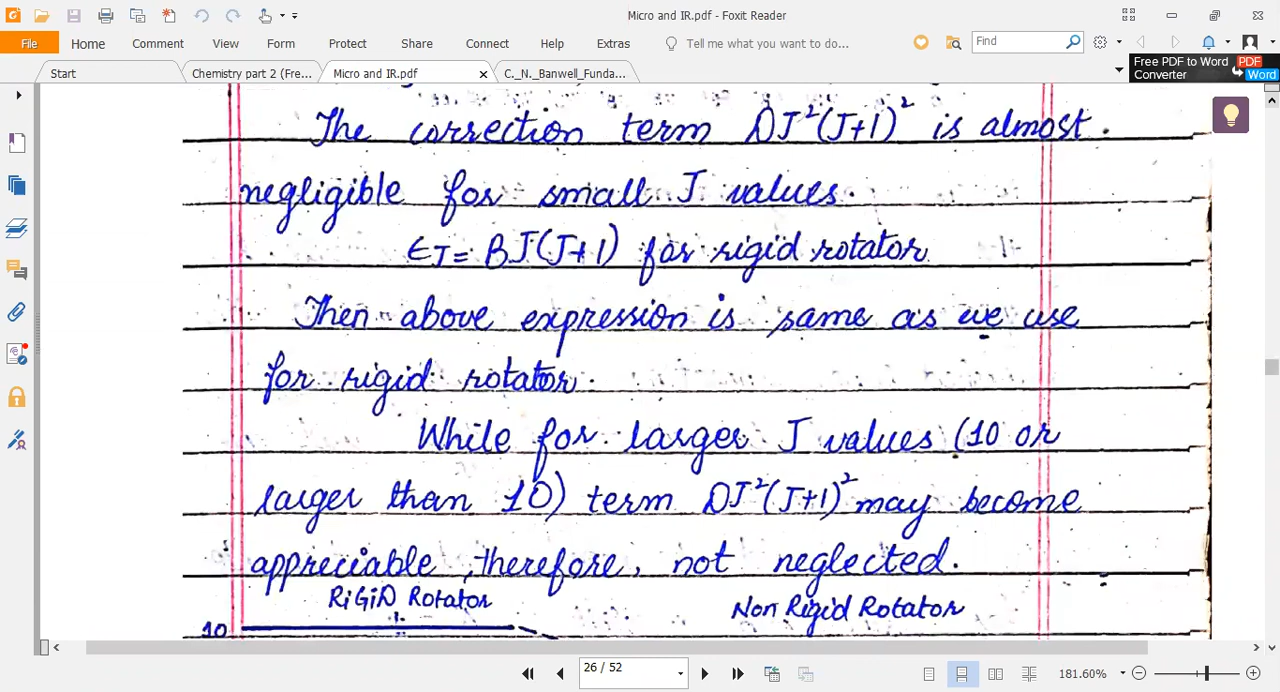 Micro and IR.pdf - Foxit Reader
File Home Comment View Form Protect Share Connect Help Extras Tell me what you want to do... Find
Start Chemistry part 2 (Fre... Micro and IR.pdf C._N._Banwell_Funda...
Free PDF to Word Converter PDF Word
The correction term DJ²(J+1)² is almost
negligible for small J values.
ϵJ = BJ(J+1) for rigid rotator
Then above expression is same as we use
for rigid rotator.
While for larger J values (10 or
larger than 10) term DJ²(J+1)² may become
appreciable, therefore, not neglected.
RiGiD Rotator Non Rigid Rotator
10
26 / 52 181.60%